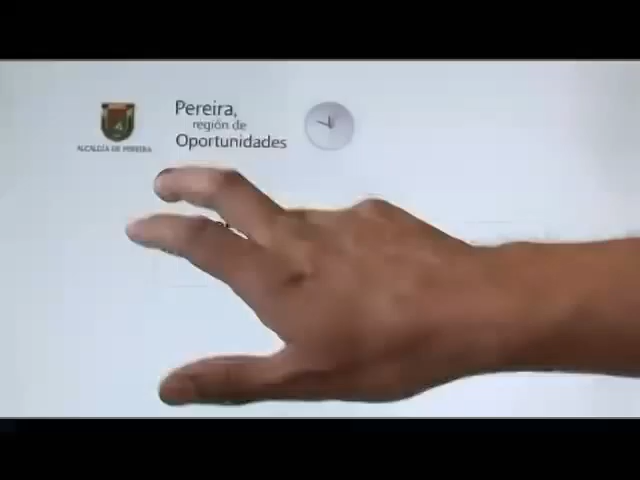 Pereira,
región de
Oportunidades
ALCALDÍA DE PEREIRA